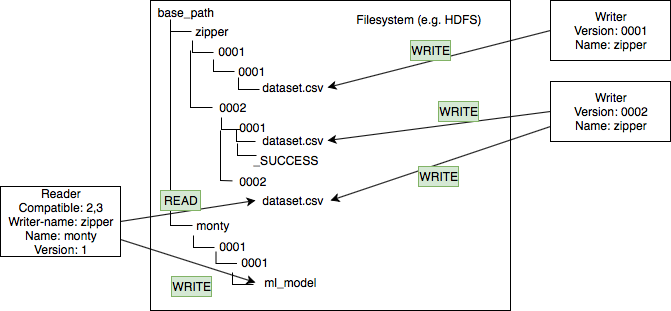 base_path
Filesystem (e.g. HDFS)
Writer
Version: 0001
Name: zipper
zipper
0001
WRITE
0001
dataset.csv
Writer
Version: 0002
Name: zipper
0002
WRITE
0001
dataset.csv
_SUCCESS
WRITE
0002
READ
dataset.csv
Reader
Compatible: 2,3
Writer-name: zipper
Name: monty
Version: 1
monty
0001
0001
WRITE
ml_model